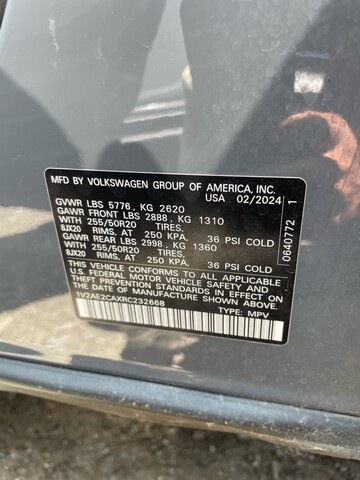 MFD BY VOLKSWAGEN GROUP OF AMERICA, INC.
USA 02/2024
GVWR LBS 5776, KG 2620
GAWR FRONT LBS 2888, KG 1310
WITH 255/50R20 TIRES,
8JX20 RIMS, AT 250 KPA. 36 PSI COLD
GAWR REAR LBS 2998, KG 1360
WITH 255/50R20 TIRES,
8JX20 RIMS, AT 250 KPA. 36 PSI COLD
THIS VEHICLE CONFORMS TO ALL APPLICABLE
U.S. FEDERAL MOTOR VEHICLE SAFETY AND
THEFT PREVENTION STANDARDS IN EFFECT ON THE
DATE OF MANUFACTURE SHOWN ABOVE.
1V2AE2CAXRC232668
TYPE: MPV
0640772 1